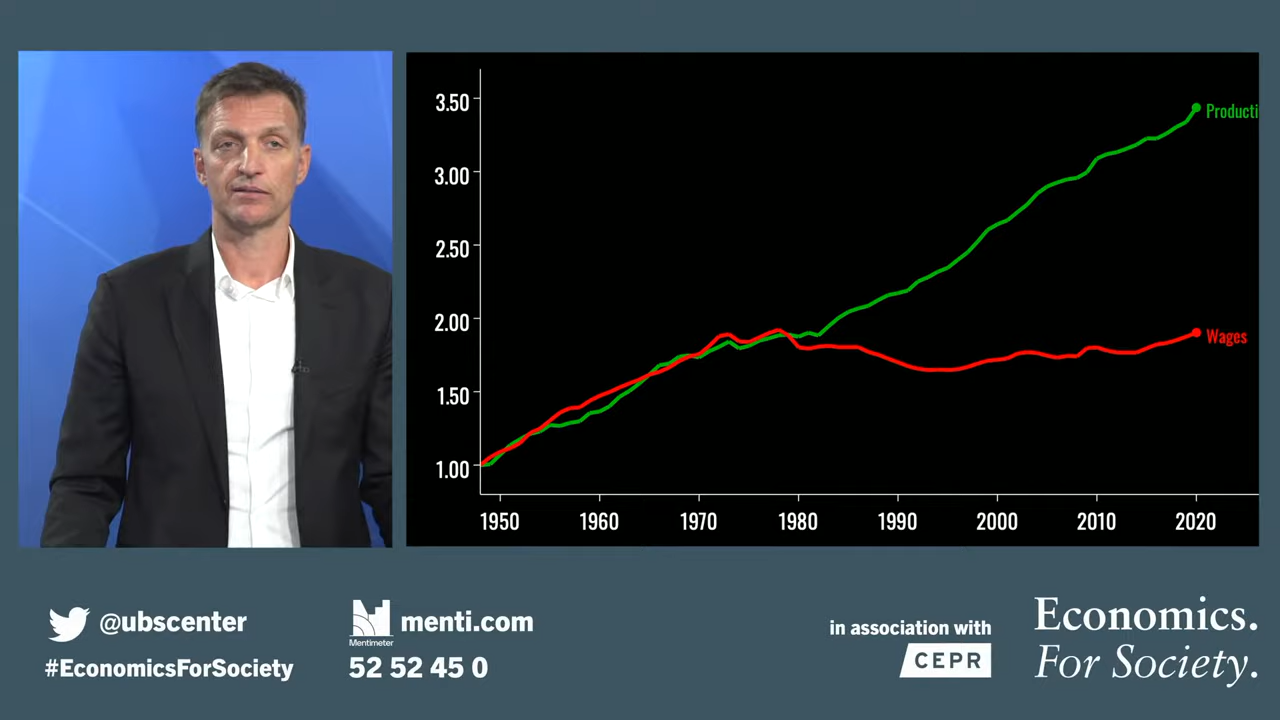 3.50
3.00
2.50
2.00
1.50
1.00
1950 1960 1970 1980 1990 2000 2010 2020
Producti
Wages
@ubscenter
#EconomicsForSociety
Mentimeter
menti.com
52 52 45 0
in association with
CEPR
Economics.
For Society.